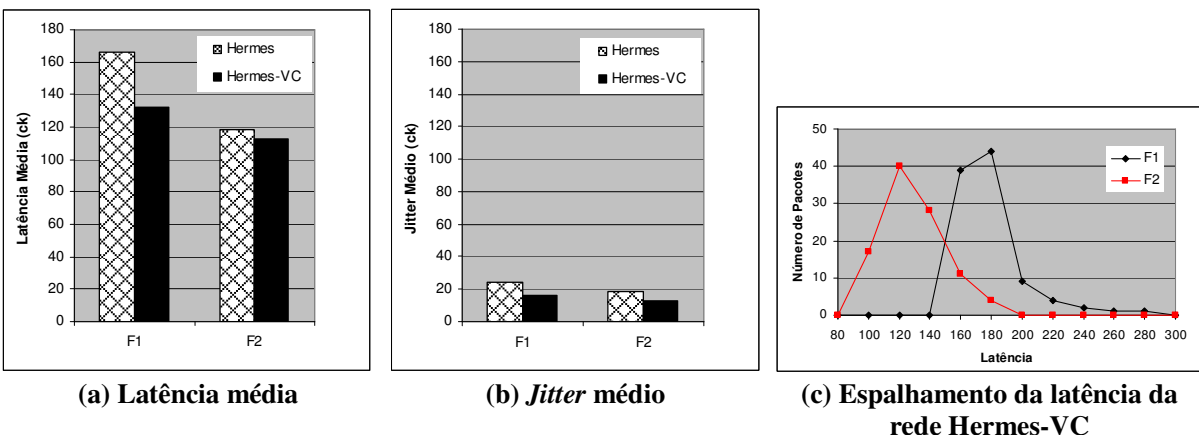 180
160
140
120
100
80
60
40
20
0
Latência Média (ck)
Hermes
Hermes-VC
F1
F2
(a) Latência média
180
160
140
120
100
80
60
40
20
0
Jitter Médio (ck)
Hermes
Hermes-VC
F1
F2
(b) Jitter médio
50
40
30
20
10
0
Número de Pacotes
F1
F2
80 100 120 140 160 180 200 220 240 260 280 300
Latência
(c) Espalhamento da latência da
rede Hermes-VC